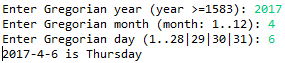 Enter Gregorian year (year >=1583): 2017
Enter Gregorian month (month: 1..12): 4
Enter Gregorian day (1..28|29|30|31): 6
2017-4-6 is Thursday